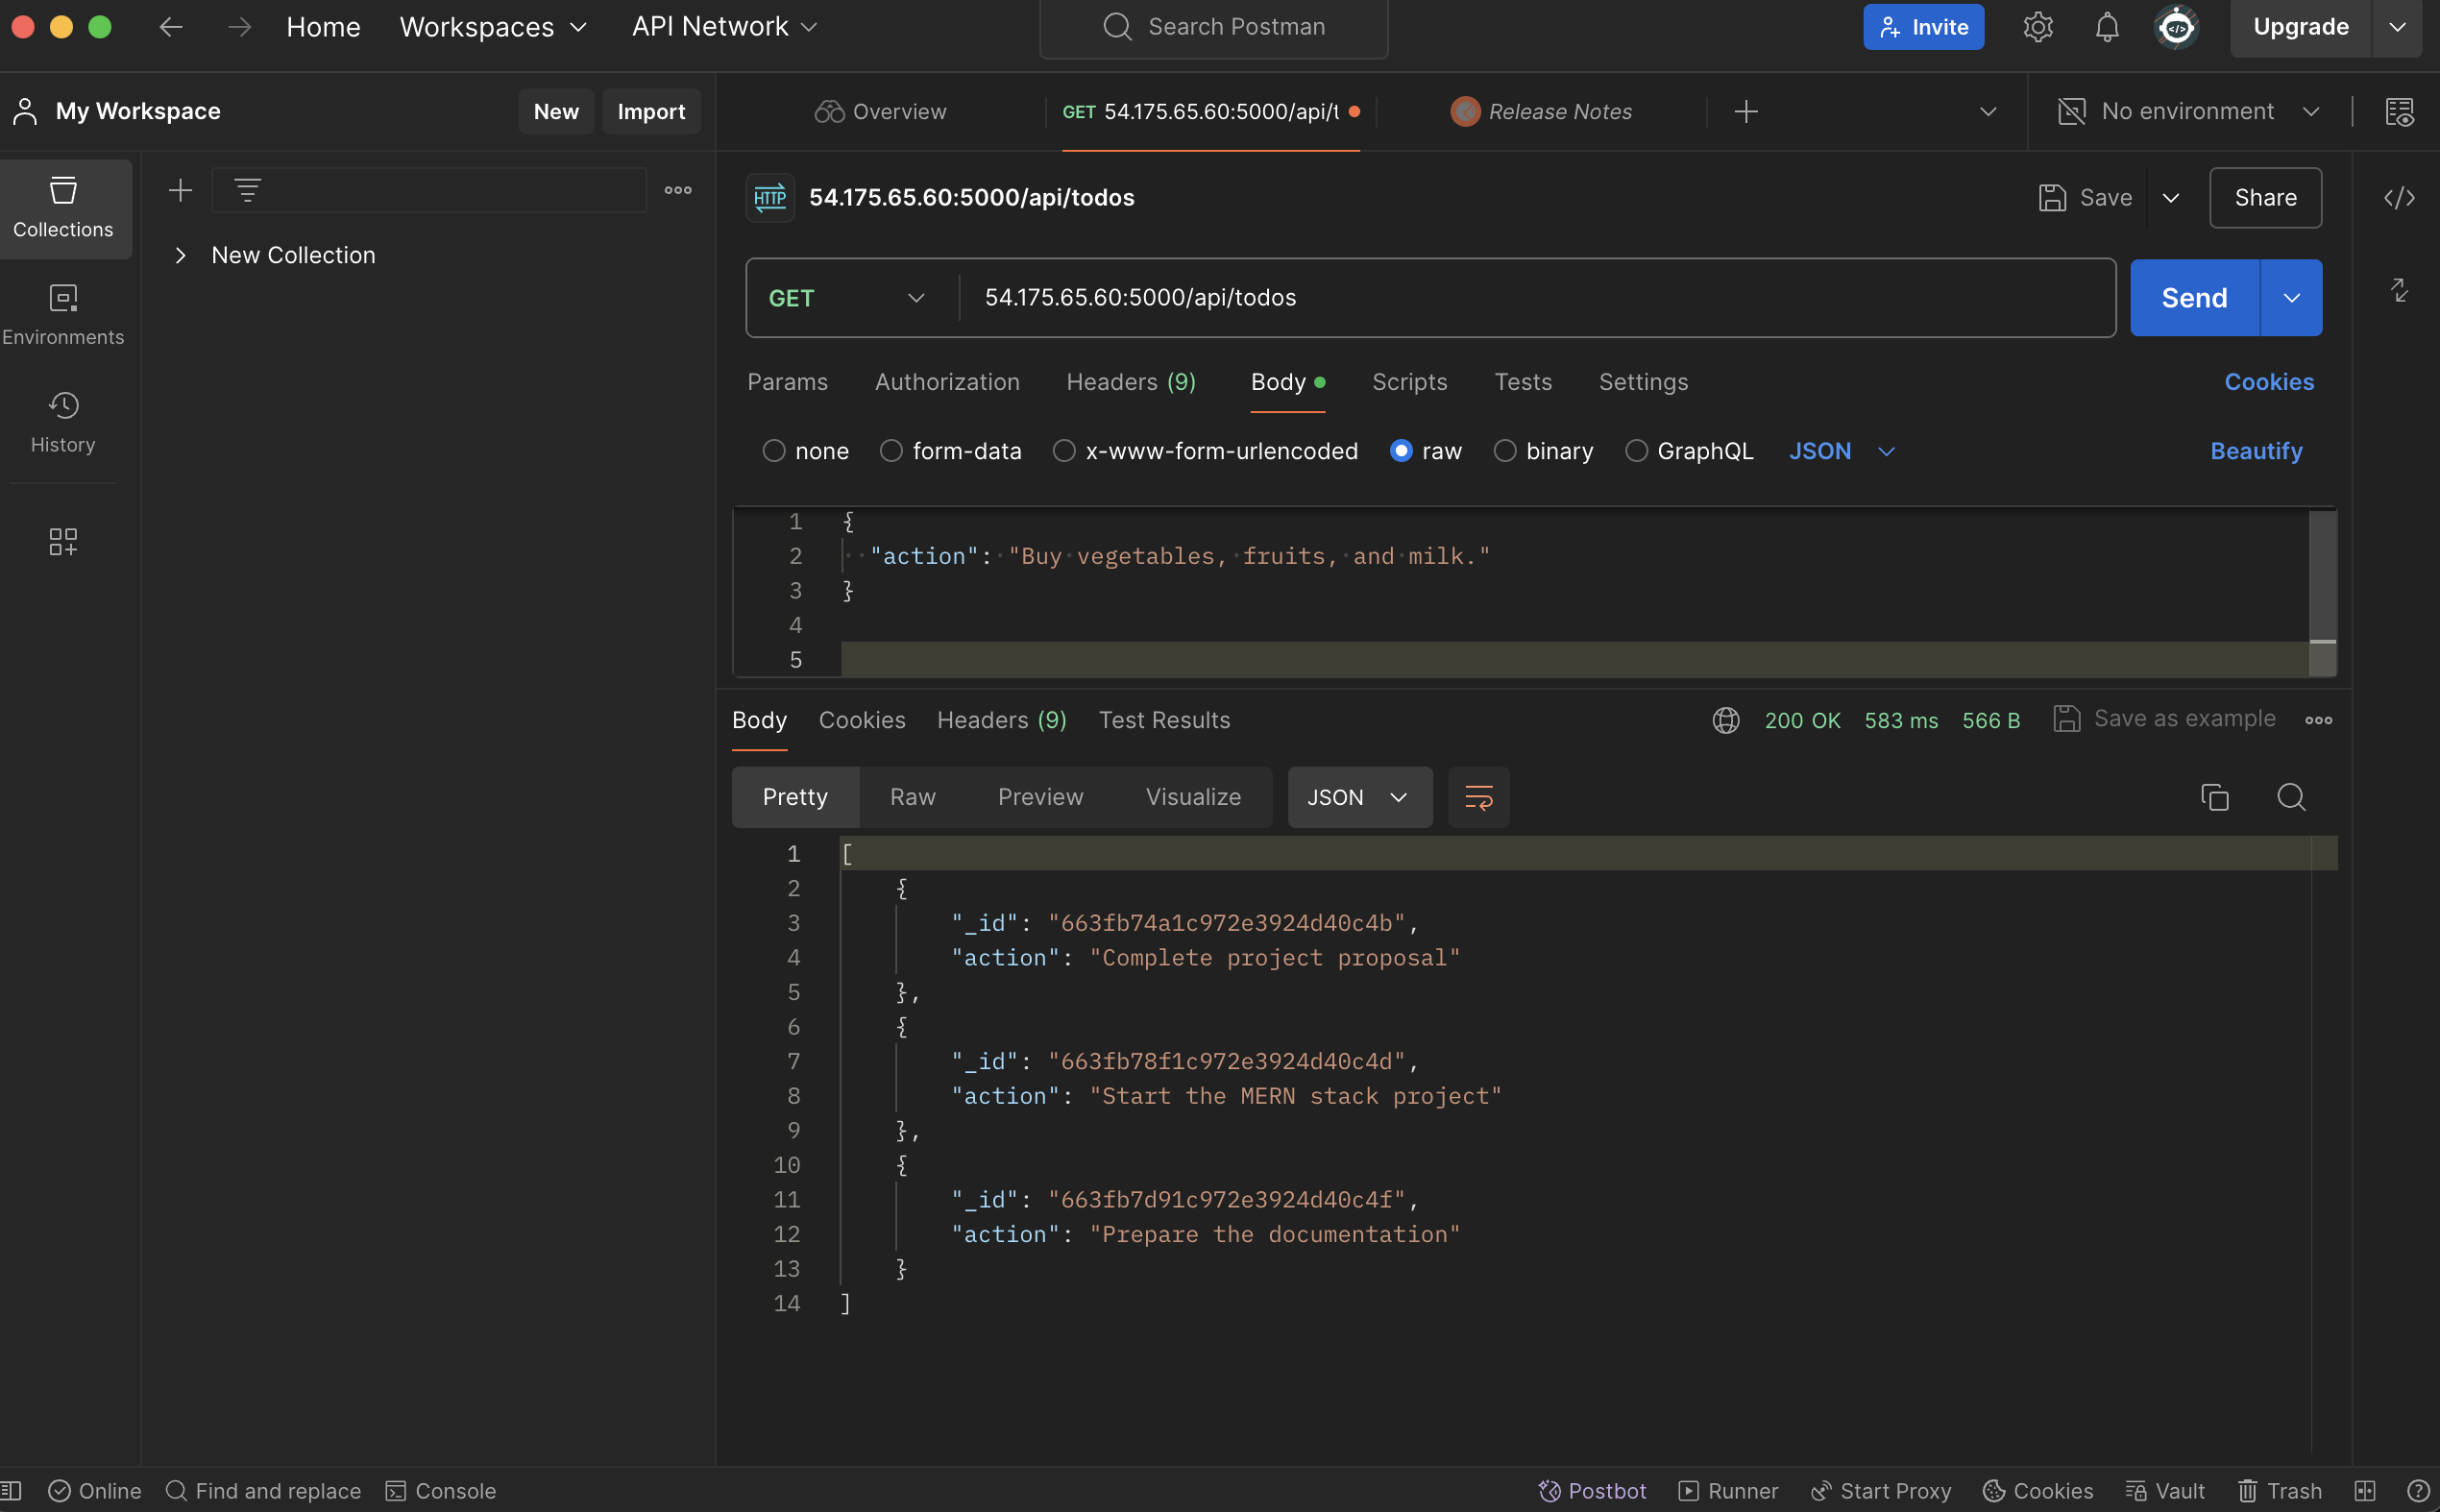 Home Workspaces API Network Search Postman Invite Upgrade
My Workspace New Import Overview GET 54.175.65.60:5000/api/t Release Notes No environment
Collections
Environments
History
New Collection
HTTP 54.175.65.60:5000/api/todos Save Share
GET 54.175.65.60:5000/api/todos Send
Params Authorization Headers (9) Body Scripts Tests Settings Cookies
none form-data x-www-form-urlencoded raw binary GraphQL JSON Beautify
1 {
2 "action": "Buy vegetables, fruits, and milk."
3 }
4
5
Body Cookies Headers (9) Test Results 200 OK 583 ms 566 B Save as example
Pretty Raw Preview Visualize JSON
1 [
2 {
3 "_id": "663fb74a1c972e3924d40c4b",
4 "action": "Complete project proposal"
5 },
6 {
7 "_id": "663fb78f1c972e3924d40c4d",
8 "action": "Start the MERN stack project"
9 },
10 {
11 "_id": "663fb7d91c972e3924d40c4f",
12 "action": "Prepare the documentation"
13 }
14 ]
Online Find and replace Console Postbot Runner Start Proxy Cookies Vault Trash